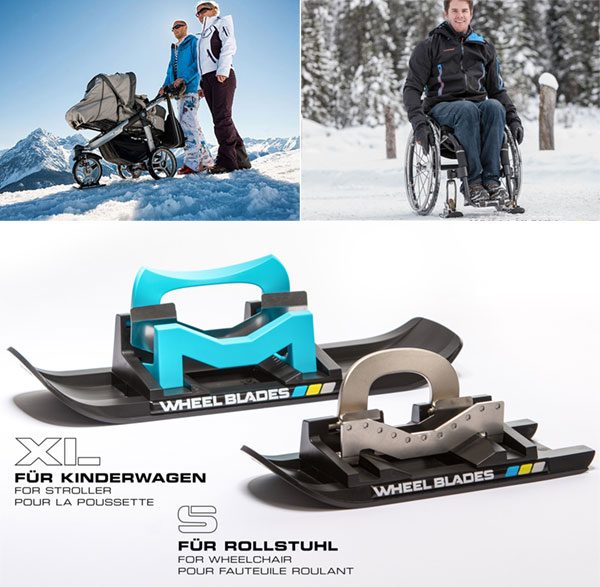 WHEEL BLADES
WHEEL BLADES
XL
FÜR KINDERWAGEN
FOR STROLLER
POUR LA POUSSETTE
S
FÜR ROLLSTUHL
FOR WHEELCHAIR
POUR FAUTEUILE ROULANT